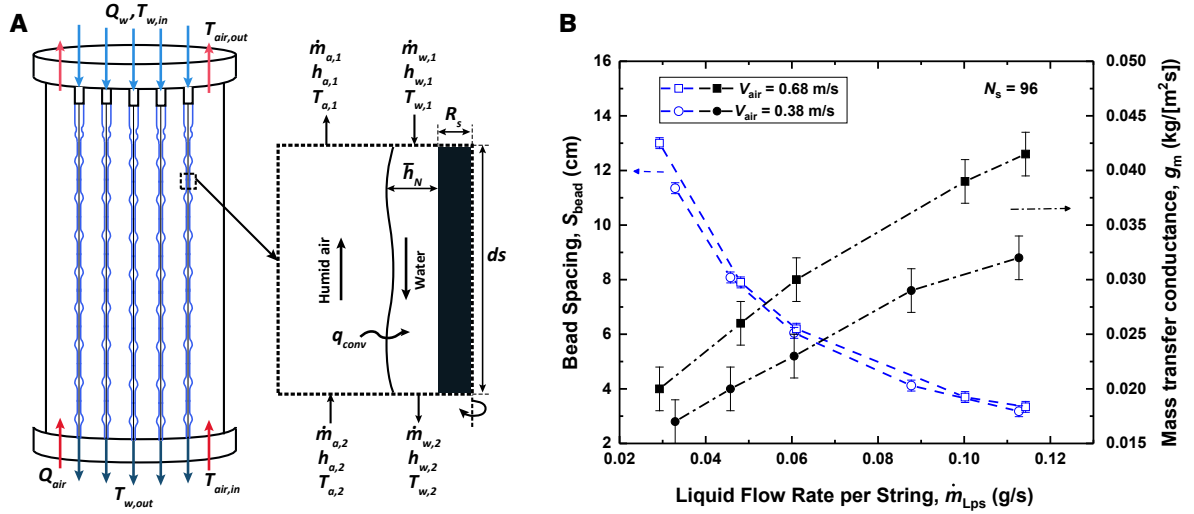 A
Q_w, T_w,in
T_air,out
Q_air
T_w,out
T_air,in
ṁ_a,1
h_a,1
T_a,1
ṁ_w,1
h_w,1
T_w,1
R_s
h̅_N
ds
Humid air
Water
q_conv
ṁ_a,2
h_a,2
T_a,2
ṁ_w,2
h_w,2
T_w,2
B
V_air = 0.68 m/s
V_air = 0.38 m/s
N_s = 96
Bead Spacing, S_bead (cm)
16
14
12
10
8
6
4
2
Mass transfer conductance, g_m (kg/[m²s])
0.050
0.045
0.040
0.035
0.030
0.025
0.020
0.015
0.02
0.04
0.06
0.08
0.10
0.12
Liquid Flow Rate per String, ṁ_Lps (g/s)